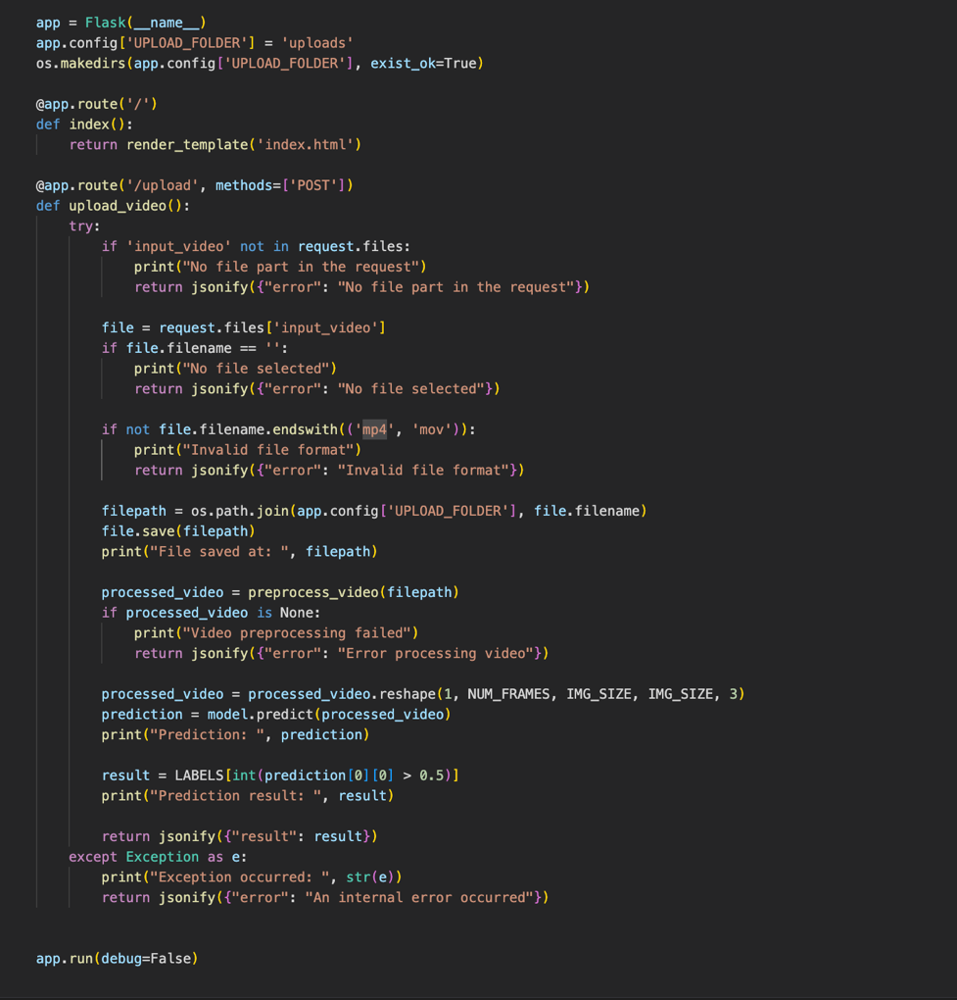 app = Flask(__name__)
app.config['UPLOAD_FOLDER'] = 'uploads'
os.makedirs(app.config['UPLOAD_FOLDER'], exist_ok=True)

@app.route('/')
def index():
    return render_template('index.html')

@app.route('/upload', methods=['POST'])
def upload_video():
    try:
        if 'input_video' not in request.files:
            print("No file part in the request")
            return jsonify({"error": "No file part in the request"})

        file = request.files['input_video']
        if file.filename == '':
            print("No file selected")
            return jsonify({"error": "No file selected"})

        if not file.filename.endswith(('mp4', 'mov')):
            print("Invalid file format")
            return jsonify({"error": "Invalid file format"})

        filepath = os.path.join(app.config['UPLOAD_FOLDER'], file.filename)
        file.save(filepath)
        print("File saved at: ", filepath)

        processed_video = preprocess_video(filepath)
        if processed_video is None:
            print("Video preprocessing failed")
            return jsonify({"error": "Error processing video"})

        processed_video = processed_video.reshape(1, NUM_FRAMES, IMG_SIZE, IMG_SIZE, 3)
        prediction = model.predict(processed_video)
        print("Prediction: ", prediction)

        result = LABELS[int(prediction[0][0] > 0.5)]
        print("Prediction result: ", result)

        return jsonify({"result": result})
    except Exception as e:
        print("Exception occurred: ", str(e))
        return jsonify({"error": "An internal error occurred"})


app.run(debug=False)